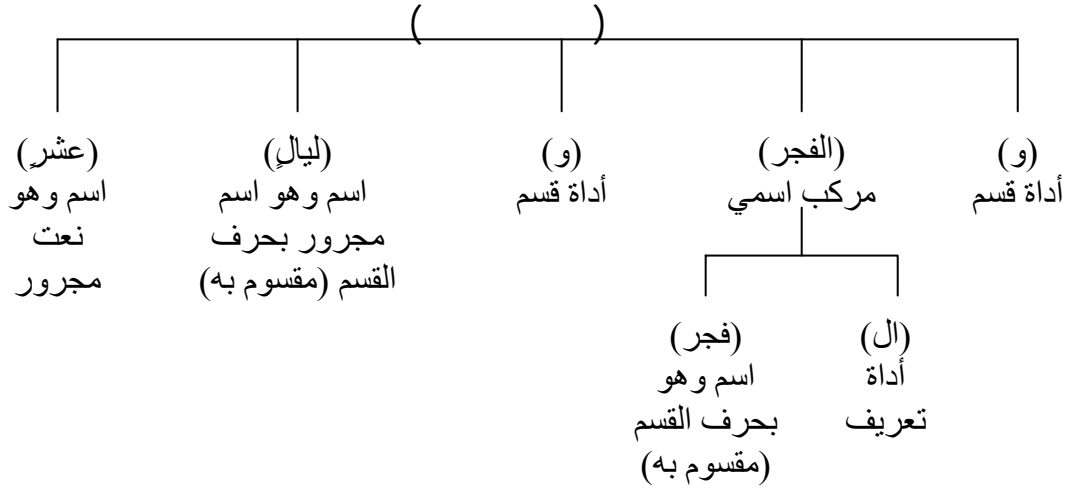 ( )
(و)
أداة قسم
(الفجر)
مركب اسمي
(و)
أداة قسم
(ليالٍ)
اسم وهو اسم
مجرور بحرف
القسم (مقسوم به)
(عشرٍ)
اسم وهو
نعت
مجرور
(ال)
أداة
تعريف
(فجر)
اسم وهو
بحرف القسم
(مقسوم به)